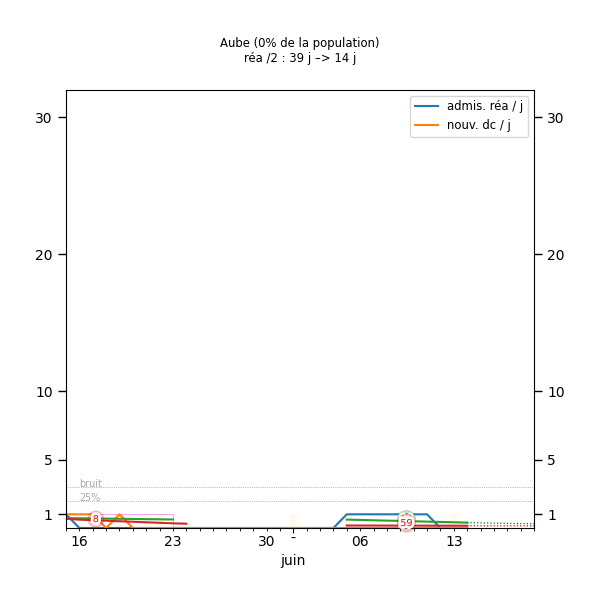 Aube (0% de la population)
réa /2 : 39 j –> 14 j
admis. réa / j
nouv. dc / j
30 30
20 20
10 10
5 5
bruit
25%
1 1
8 59
16 23 30 - 06 13
juin